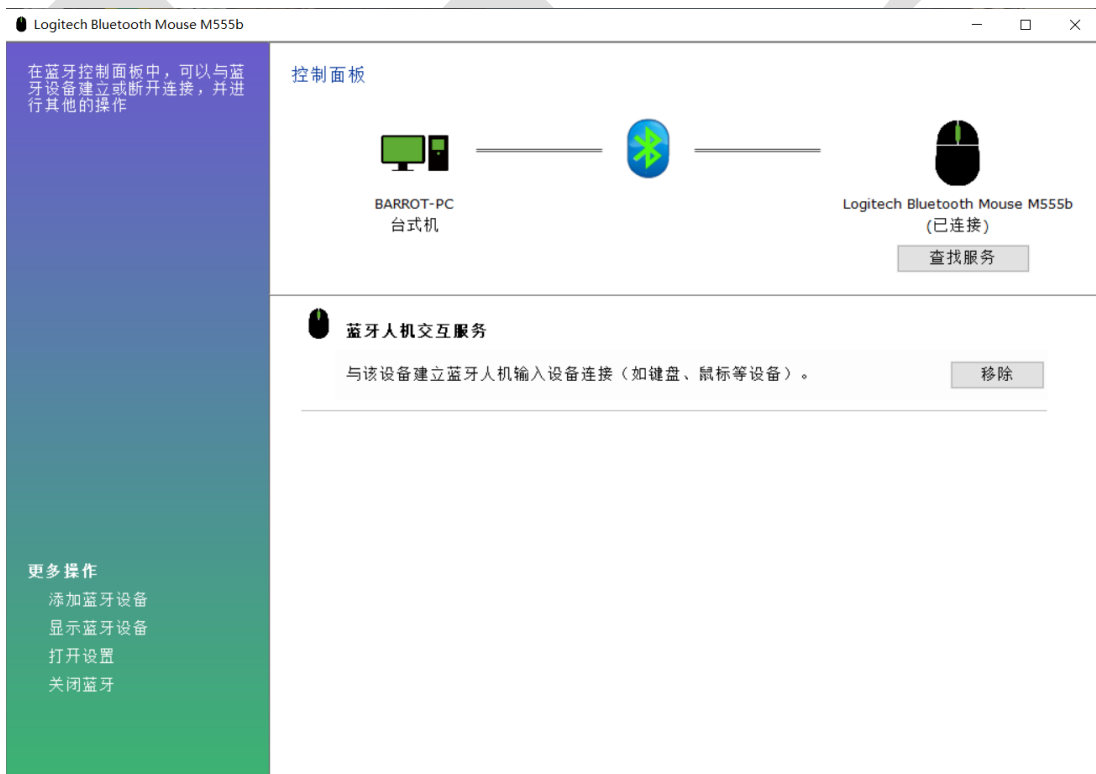 Logitech Bluetooth Mouse M555b
在蓝牙控制面板中，可以与蓝
牙设备建立或断开连接，并进
行其他的操作
控制面板
BARROT-PC
台式机
Logitech Bluetooth Mouse M555b
(已连接)
查找服务
蓝牙人机交互服务
与该设备建立蓝牙人机输入设备连接（如键盘、鼠标等设备）。
移除
更多操作
添加蓝牙设备
显示蓝牙设备
打开设置
关闭蓝牙